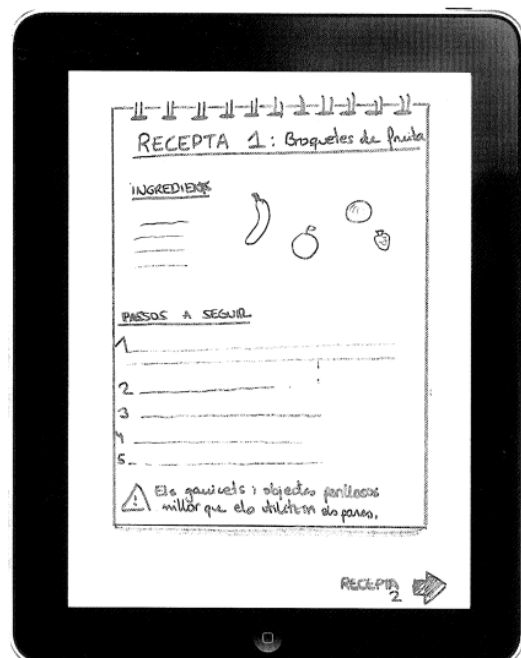 RECEPTA 1: Broquetes de fruita
INGREDIENTS
PASSOS A SEGUIR
1
2
3
4
5
Els ganivets i objectes perillosos
millor que els utilitzin els pares.
RECEPTA
2